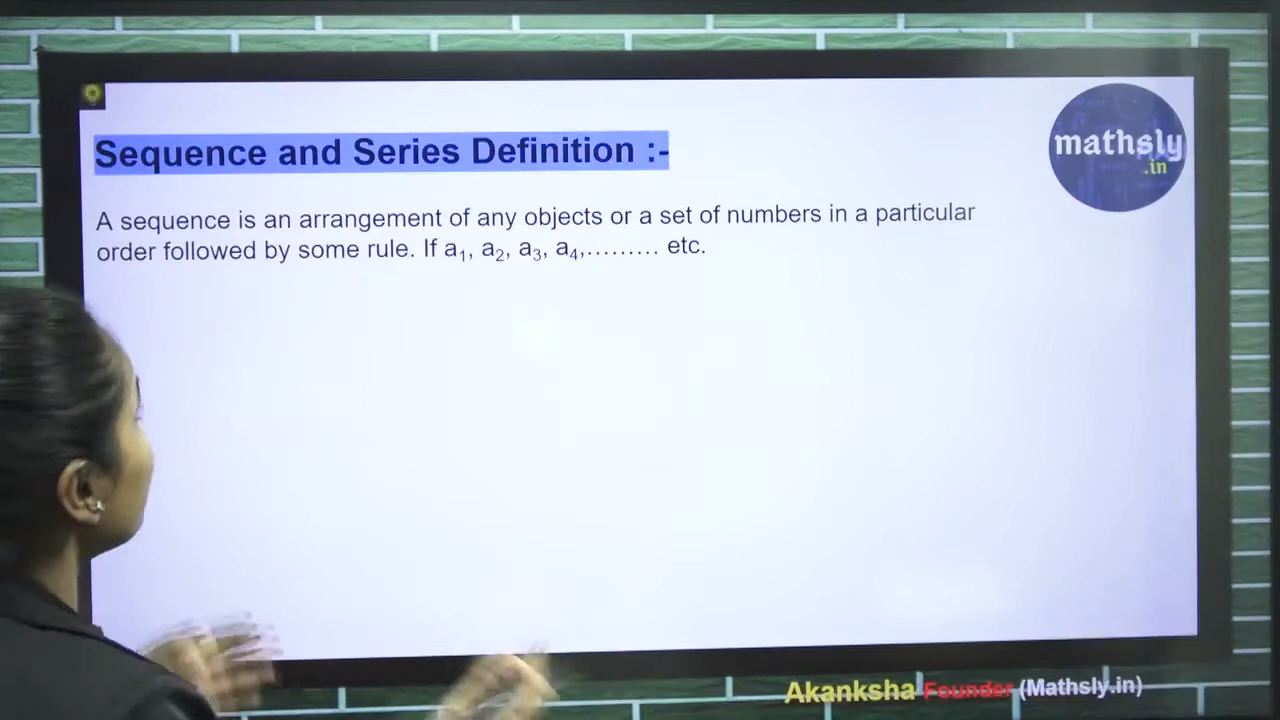 Sequence and Series Definition :-
mathsly
.in
A sequence is an arrangement of any objects or a set of numbers in a particular
order followed by some rule. If a₁, a₂, a₃, a₄,……… etc.
Akanksha Founder (Mathsly.in)